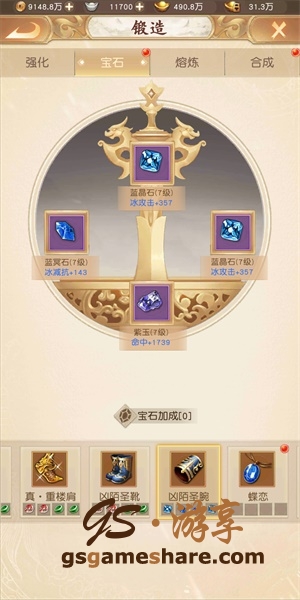 9148.8万 11700 490.8万 31.3万
锻造
强化 宝石 熔炼 合成
蓝晶石(7级)
冰攻击+357
蓝冥石(7级) 蓝晶石(7级)
冰减抗+143 冰攻击+357
紫玉(7级)
命中+1739
宝石加成[0]
真·重楼肩 凶陌圣靴 凶陌圣腕 蝶恋
GS·游享
gsgameshare.com